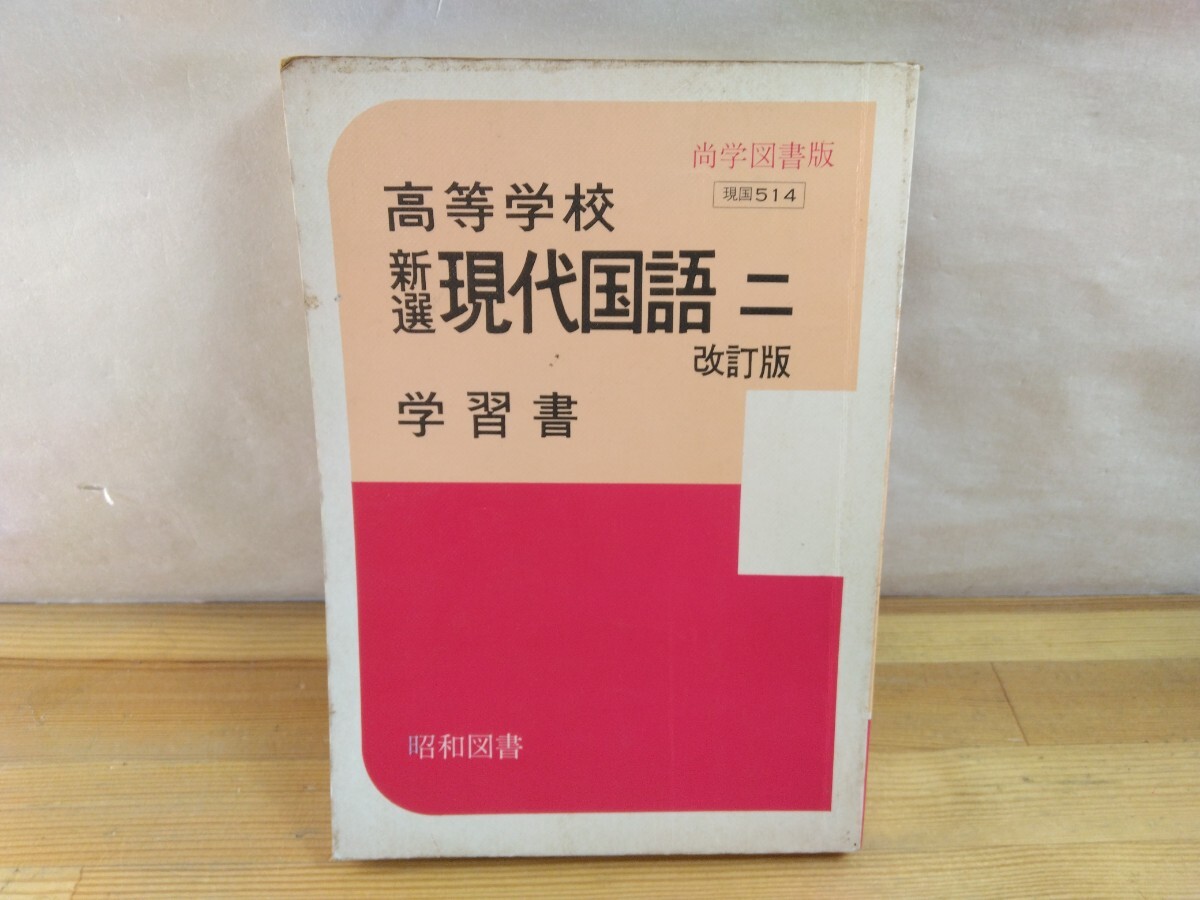 尚学図書版
現国514
高等学校
新選 現代国語 二
改訂版
学習書
昭和図書